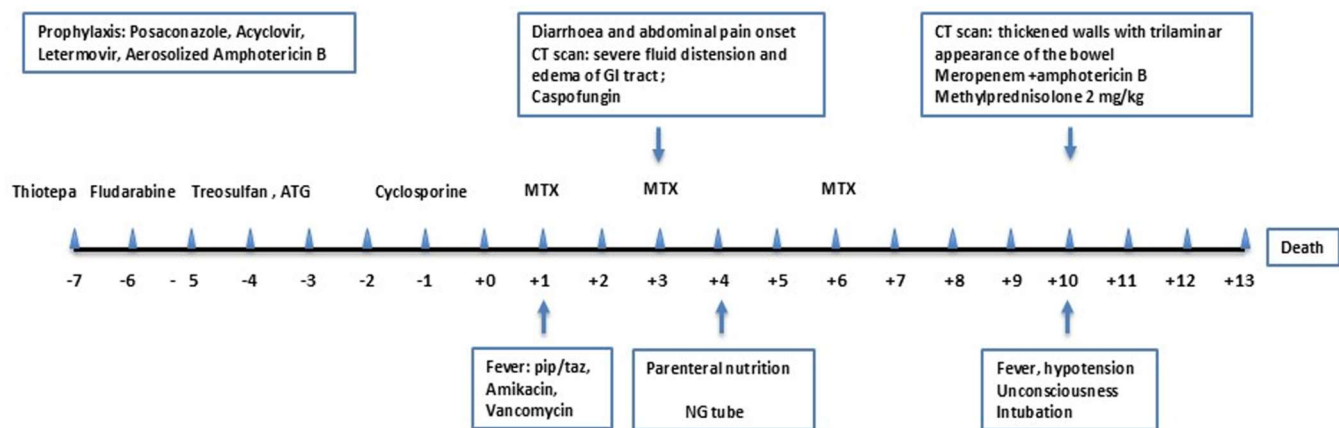 Prophylaxis: Posaconazole, Acyclovir,
Letermovir, Aerosolized Amphotericin B
Diarrhoea and abdominal pain onset
CT scan: severe fluid distension and
edema of GI tract ;
Caspofungin
CT scan: thickened walls with trilaminar
appearance of the bowel
Meropenem +amphotericin B
Methylprednisolone 2 mg/kg
Thiotepa Fludarabine Treosulfan , ATG Cyclosporine MTX MTX MTX
Death
-7 -6 - 5 -4 -3 -2 -1 +0 +1 +2 +3 +4 +5 +6 +7 +8 +9 +10 +11 +12 +13
Fever: pip/taz,
Amikacin,
Vancomycin
Parenteral nutrition
NG tube
Fever, hypotension
Unconsciousness
Intubation